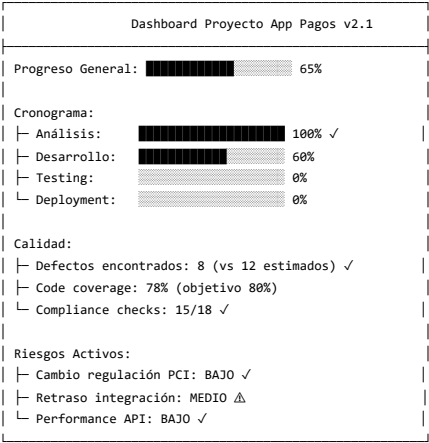 Dashboard Proyecto App Pagos v2.1
Progreso General: ████████████░░░░░░░░ 65%
Cronograma:
├─ Análisis: ████████████████████ 100% ✓
├─ Desarrollo: ████████████░░░░░░░░ 60%
├─ Testing: ░░░░░░░░░░░░░░░░░░░░ 0%
└─ Deployment: ░░░░░░░░░░░░░░░░░░░░ 0%
Calidad:
├─ Defectos encontrados: 8 (vs 12 estimados) ✓
├─ Code coverage: 78% (objetivo 80%)
└─ Compliance checks: 15/18 ✓
Riesgos Activos:
├─ Cambio regulación PCI: BAJO ✓
├─ Retraso integración: MEDIO ⚠
└─ Performance API: BAJO ✓